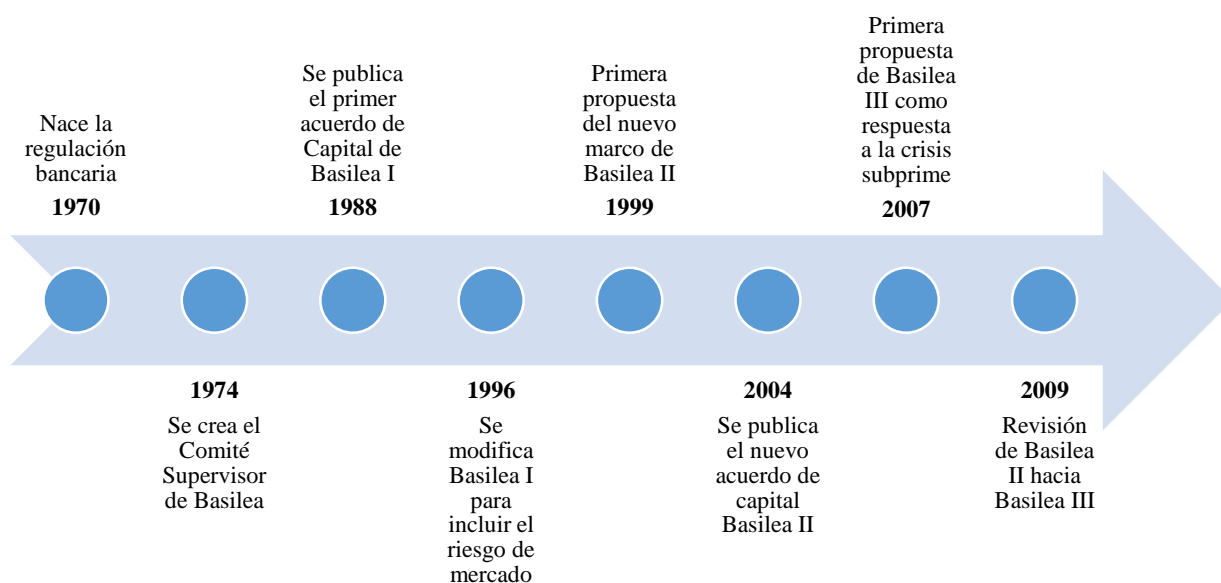 Nace la
regulación
bancaria
1970
Se publica
el primer
acuerdo de
Capital de
Basilea I
1988
Primera
propuesta
del nuevo
marco de
Basilea II
1999
Primera
propuesta
de Basilea
III como
respuesta
a la crisis
subprime
2007
1974
Se crea el
Comité
Supervisor
de Basilea
1996
Se
modifica
Basilea I
para
incluir el
riesgo de
mercado
2004
Se publica
el nuevo
acuerdo de
capital
Basilea II
2009
Revisión
de Basilea
II hacia
Basilea III